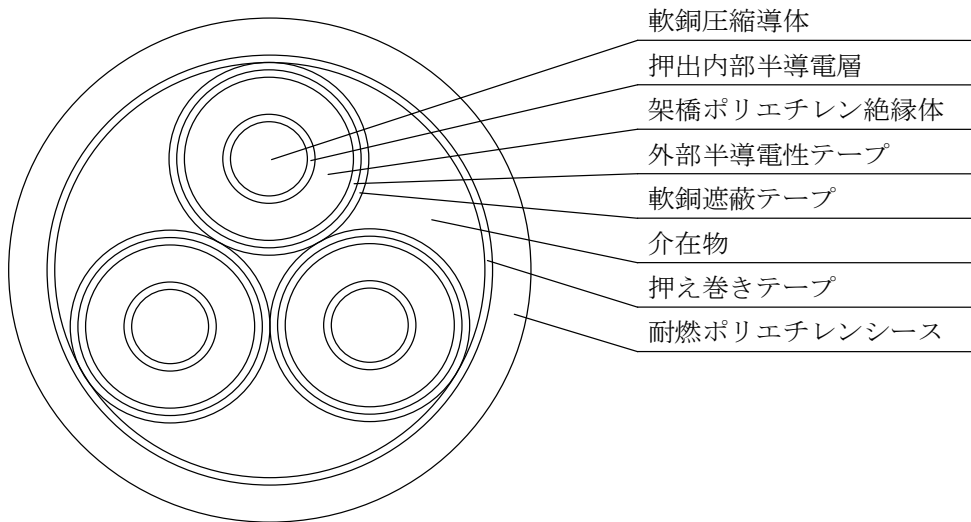 軟銅圧縮導体
押出内部半導電層
架橋ポリエチレン絶縁体
外部半導電性テープ
軟銅遮蔽テープ
介在物
押え巻きテープ
耐燃ポリエチレンシース